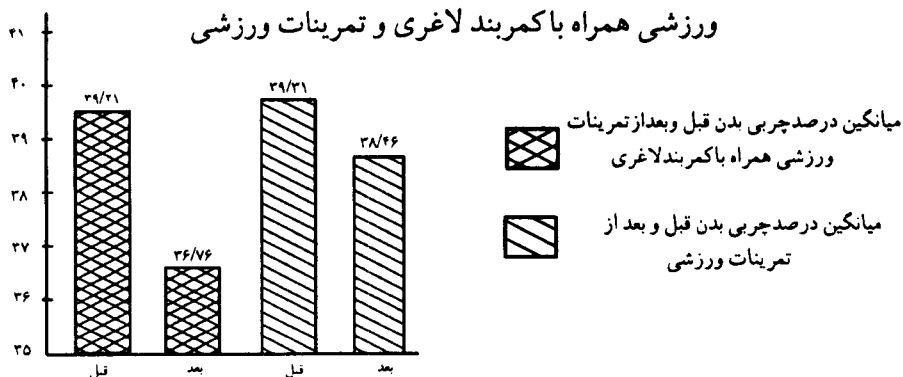 ورزشی همراه با کمربند لاغری و تمرینات ورزشی
۴۱
۴۰
۳۹
۳۸
۳۷
۳۶
۳۵
۳۹/۲۱
۳۶/۷۶
۳۹/۳۱
۳۸/۴۶
قبل
بعد
قبل
بعد
میانگین درصدچربی بدن قبل وبعدازتمرینات
ورزشی همراه باکمربندلاغری
میانگین درصدچربی بدن قبل و بعد از
تمرینات ورزشی